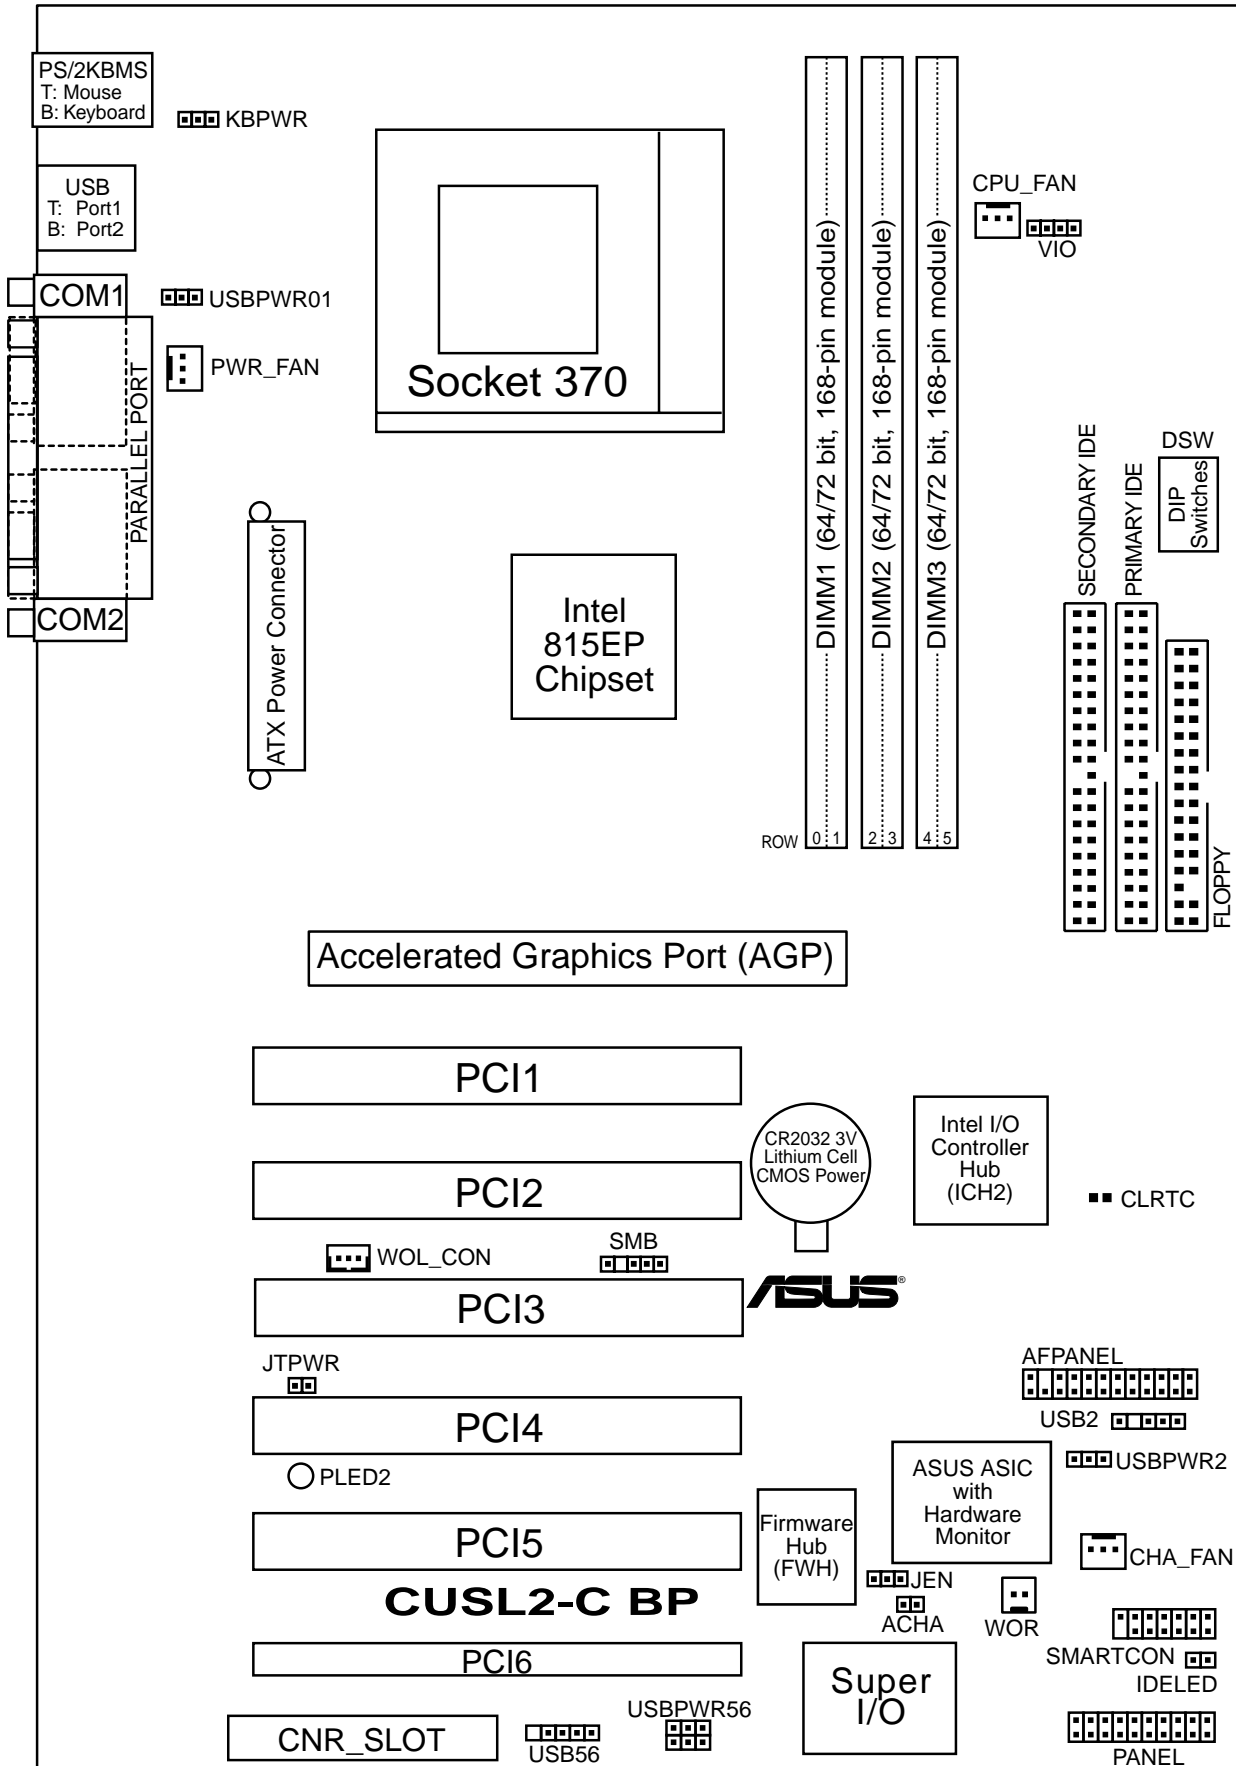 PS/2KBMS
T: Mouse
B: Keyboard
KBPWR
USB
T: Port1
B: Port2
CPU_FAN
VIO
COM1
USBPWR01
PWR_FAN
PARALLEL PORT
COM2
Socket 370
ATX Power Connector
Intel
815EP
Chipset
DIMM1 (64/72 bit, 168-pin module)
DIMM2 (64/72 bit, 168-pin module)
DIMM3 (64/72 bit, 168-pin module)
ROW 0 1 2 3 4 5
SECONDARY IDE
PRIMARY IDE
DSW
DIP
Switches
FLOPPY
Accelerated Graphics Port (AGP)
PCI1
CR2032 3V
Lithium Cell
CMOS Power
Intel I/O
Controller
Hub
(ICH2)
CLRTC
PCI2
WOL_CON
SMB
ASUS®
PCI3
JTPWR
AFPANEL
USB2
PCI4
USBPWR2
PLED2
ASUS ASIC
with
Hardware
Monitor
Firmware
Hub
(FWH)
PCI5
CHA_FAN
JEN
ACHA
WOR
CUSL2-C BP
SMARTCON
IDELED
PCI6
Super
I/O
USBPWR56
CNR_SLOT
USB56
PANEL